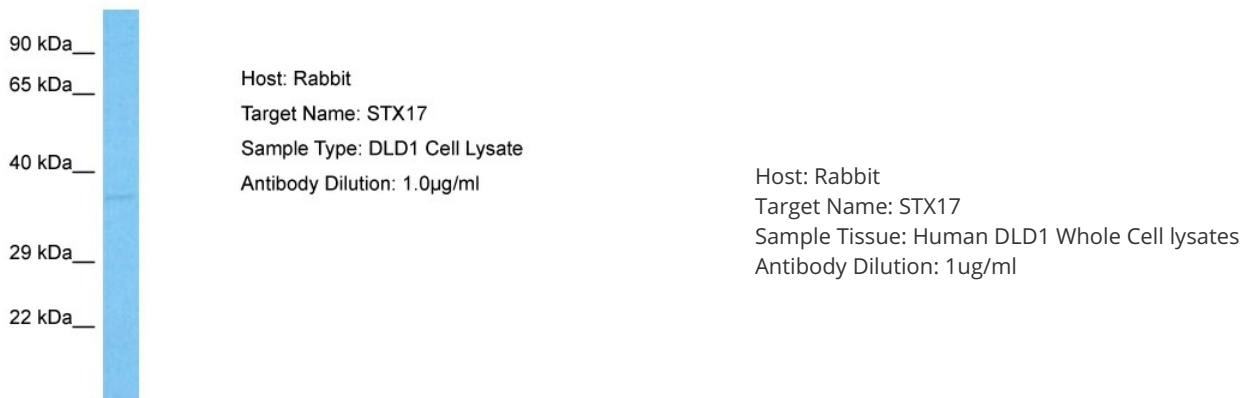 90 kDa__
65 kDa__
40 kDa__
29 kDa__
22 kDa__
Host: Rabbit
Target Name: STX17
Sample Type: DLD1 Cell Lysate
Antibody Dilution: 1.0µg/ml
Host: Rabbit
Target Name: STX17
Sample Tissue: Human DLD1 Whole Cell lysates
Antibody Dilution: 1ug/ml